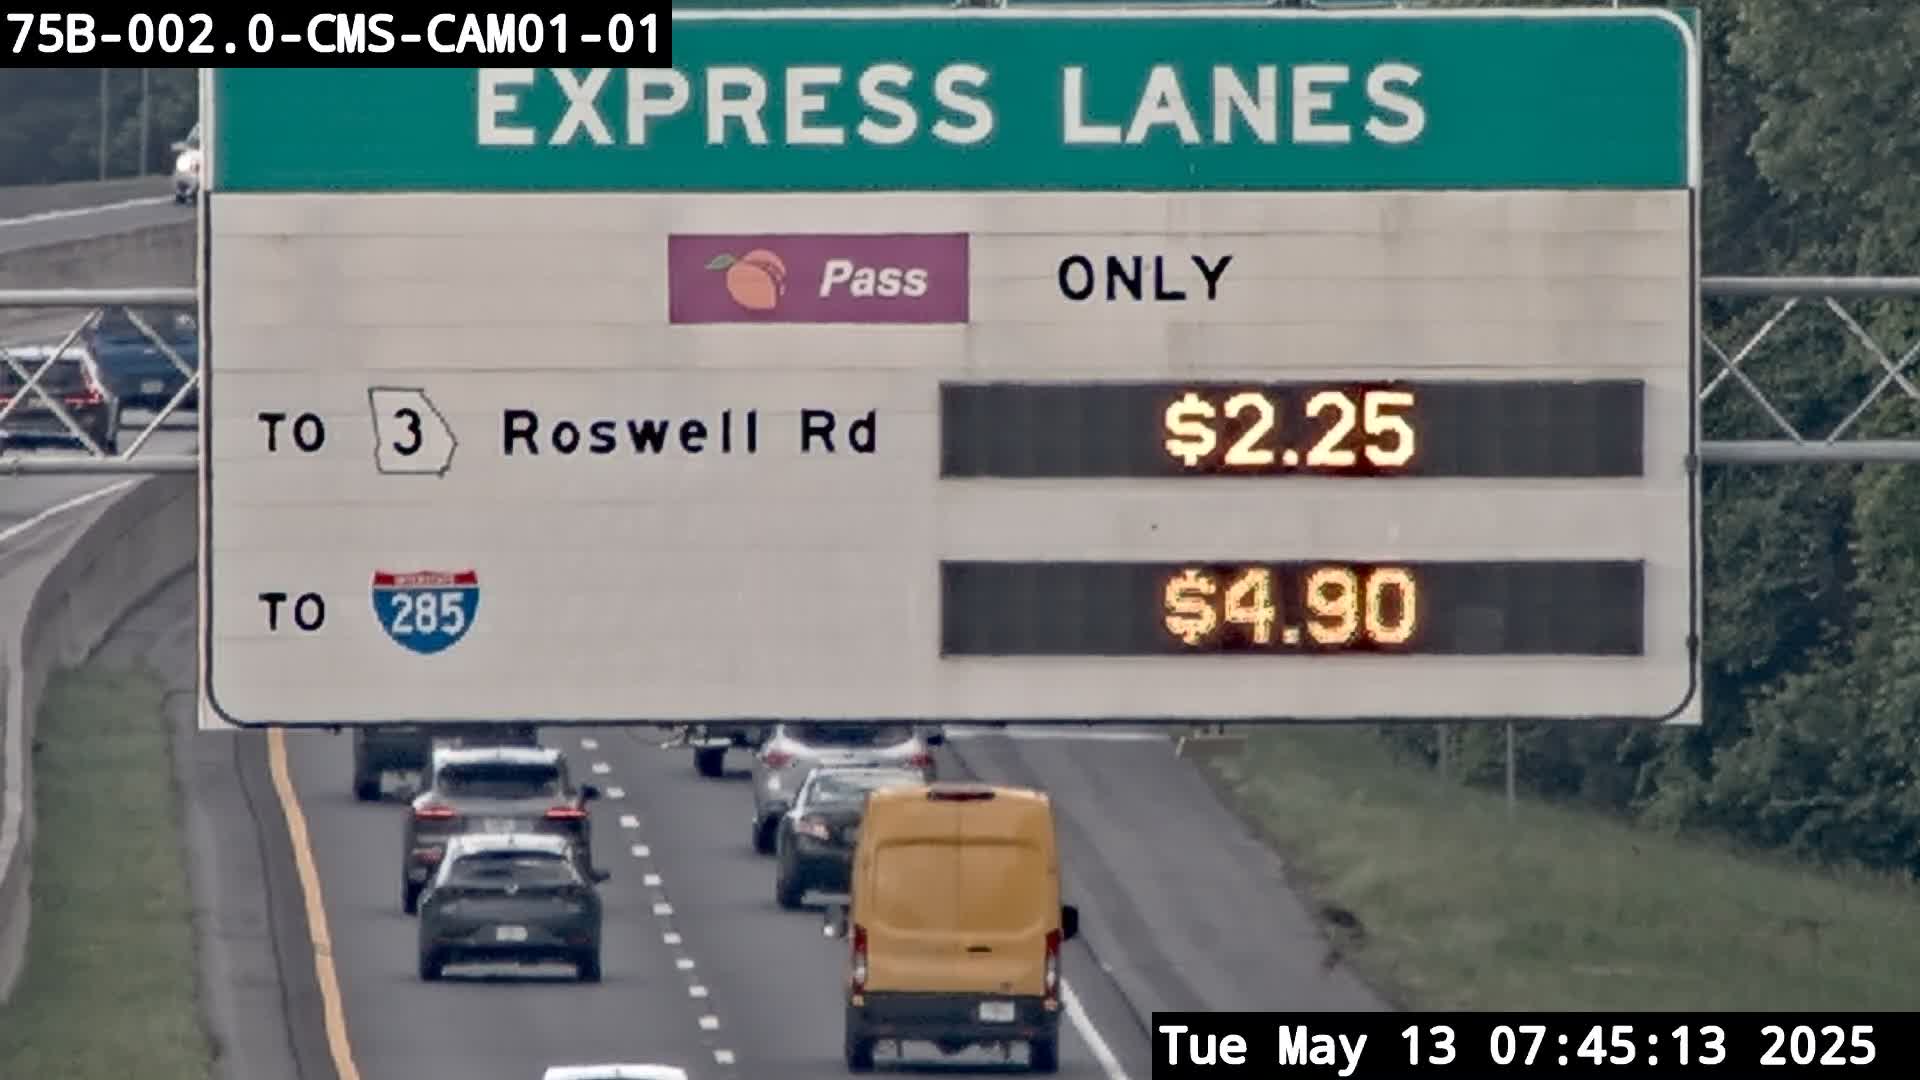 75B-002.0-CMS-CAM01-01
EXPRESS LANES
Pass ONLY
TO 3 Roswell Rd $2.25
TO INTERSTATE 285 $4.90
Tue May 13 07:45:13 2025